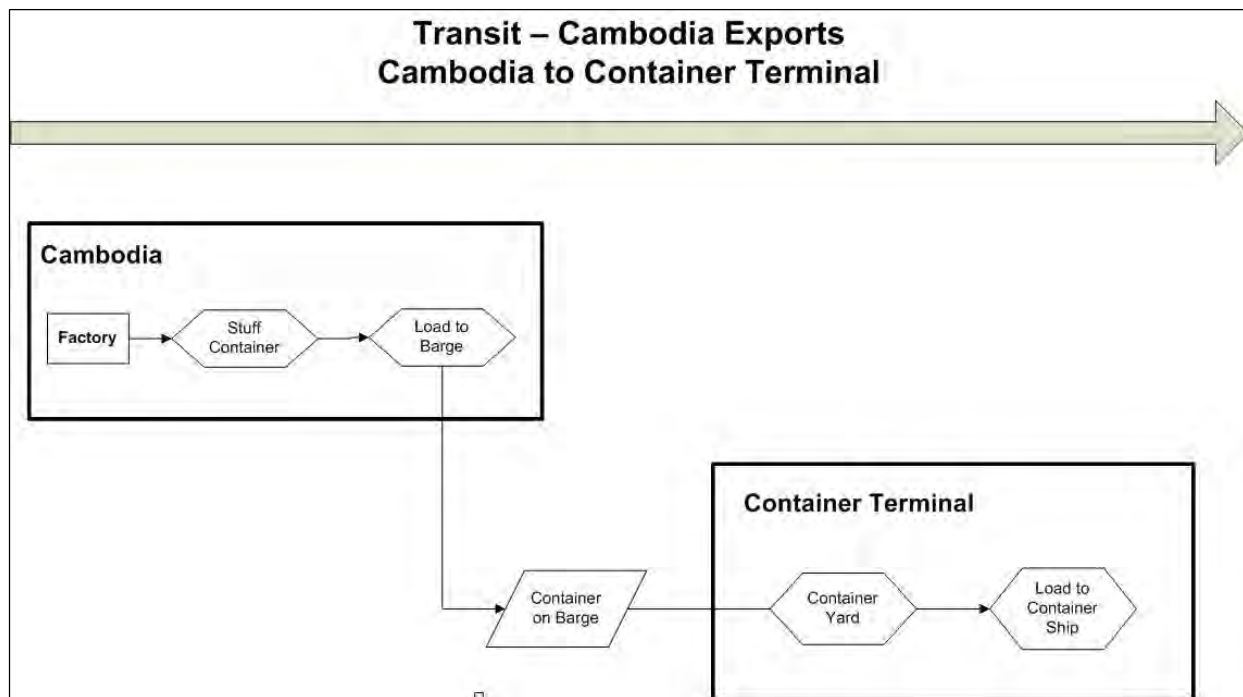 Transit – Cambodia Exports
Cambodia to Container Terminal
Cambodia
Factory
Stuff
Container
Load to
Barge
Container Terminal
Container
on Barge
Container
Yard
Load to
Container
Ship